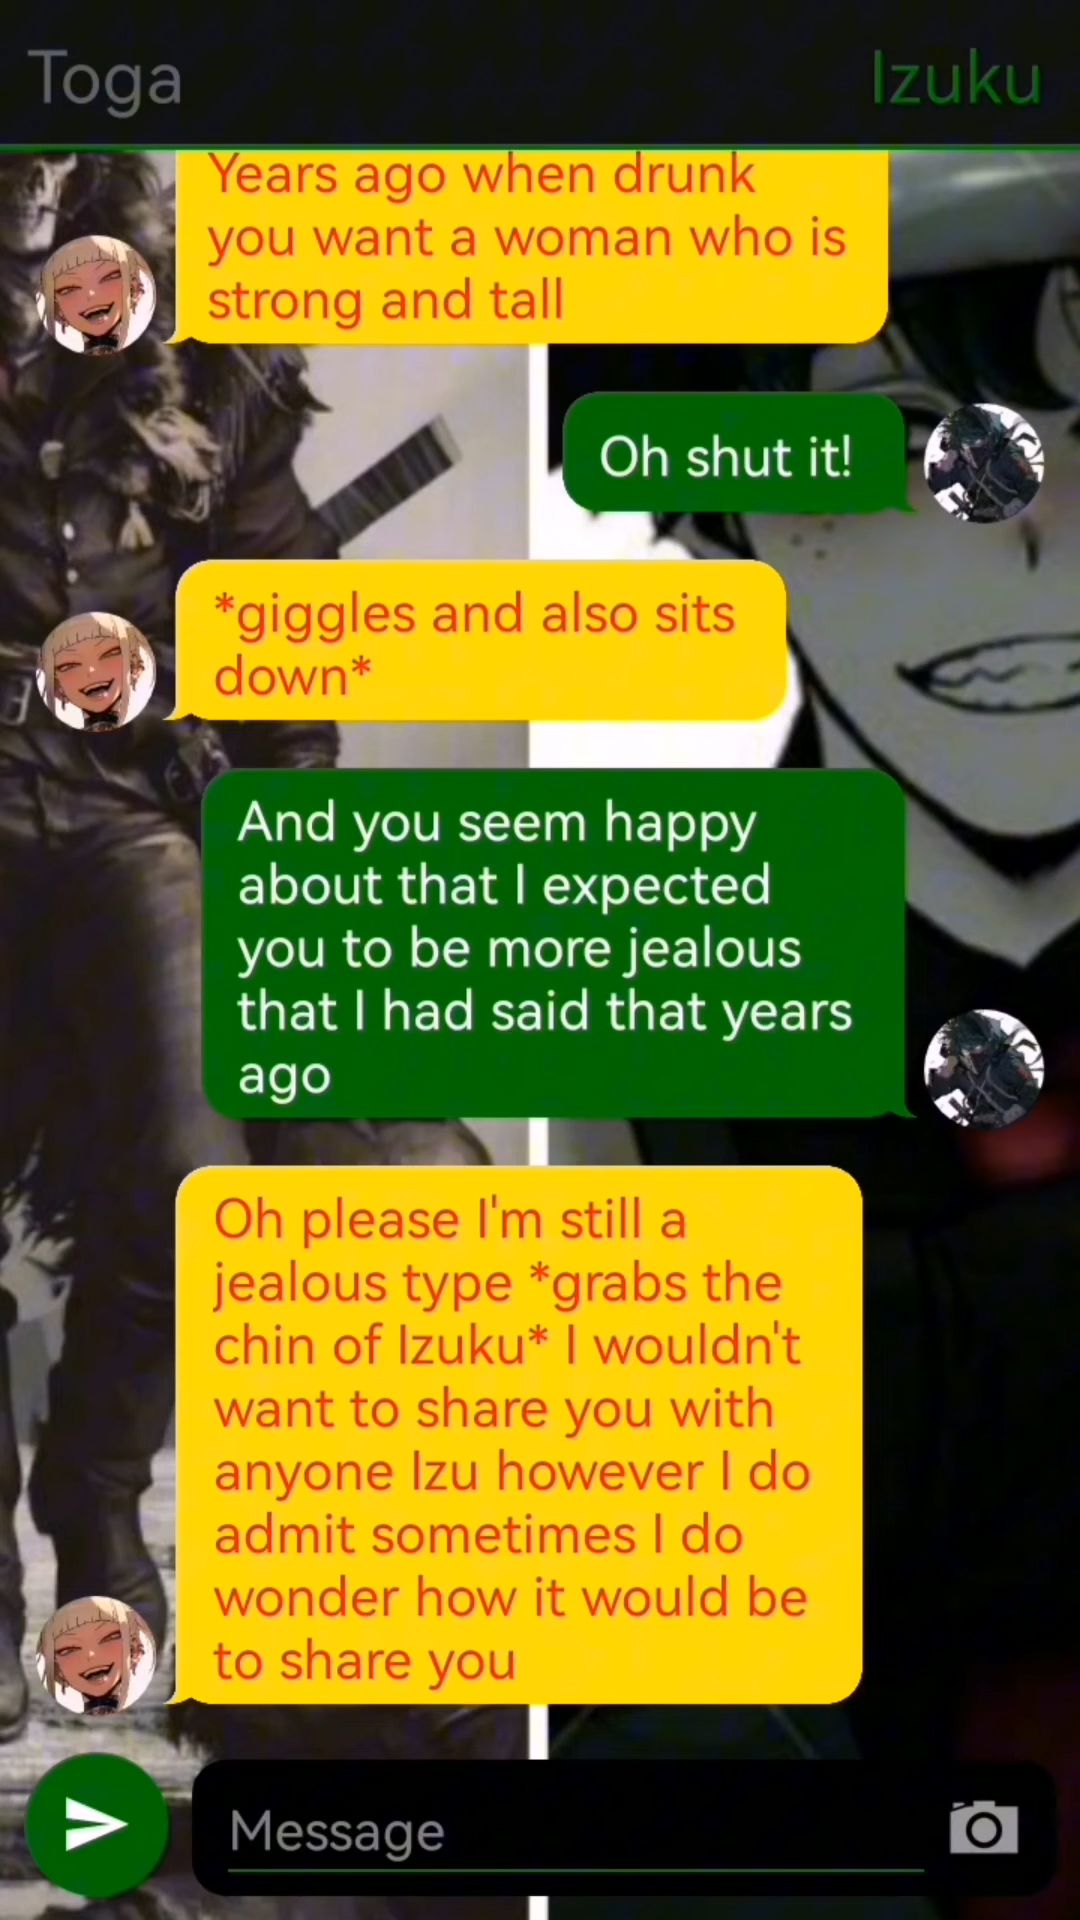 Toga
Izuku
Years ago when drunk
you want a woman who is
strong and tall
Oh shut it!
*giggles and also sits
down*
And you seem happy
about that I expected
you to be more jealous
that I had said that years
ago
Oh please I'm still a
jealous type *grabs the
chin of Izuku* I wouldn't
want to share you with
anyone Izu however I do
admit sometimes I do
wonder how it would be
to share you
Message